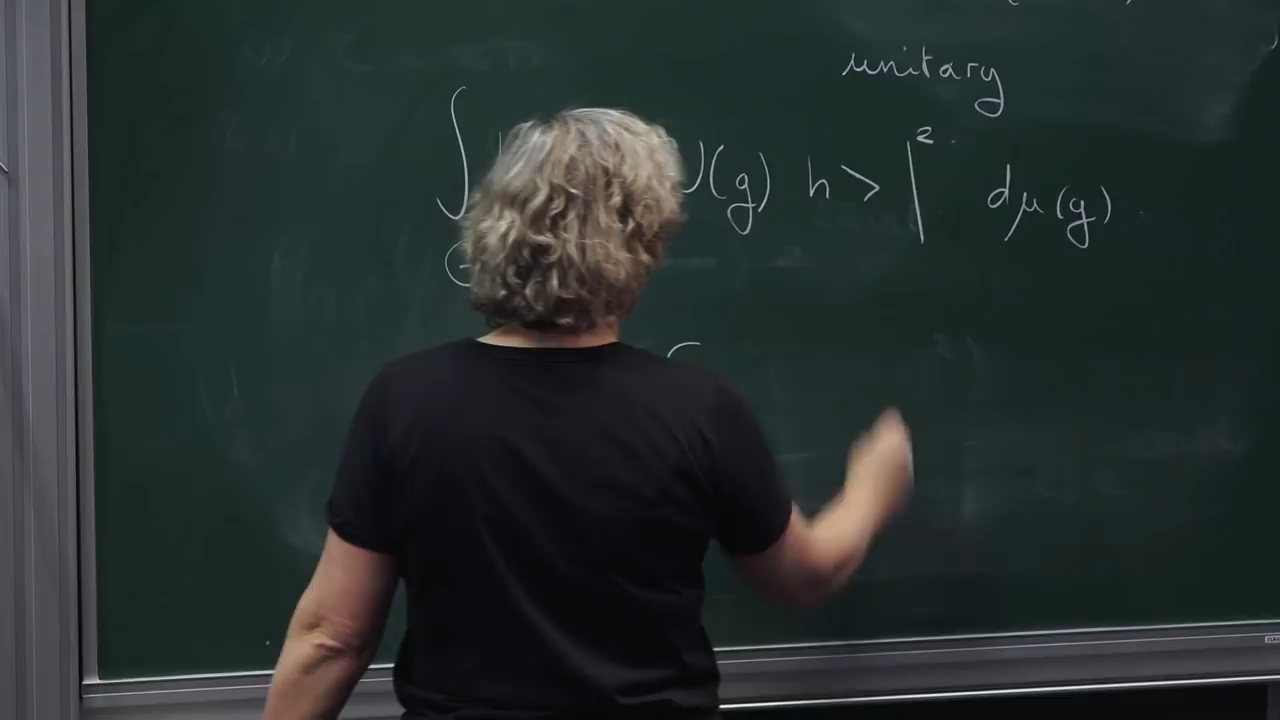 unitary
∫ U(g) h > |² dμ(g)
G